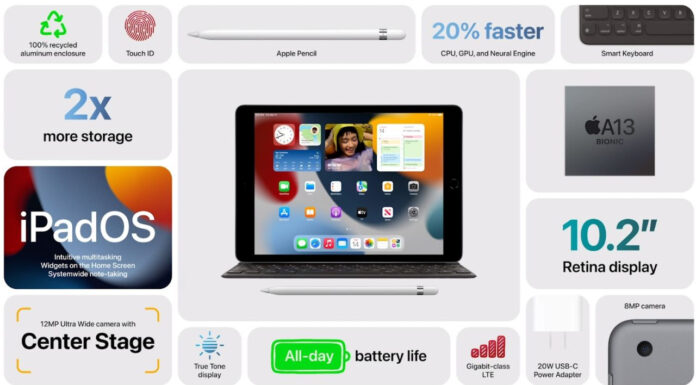 100% recycled
aluminum enclosure
Touch ID
Apple Pencil
20% faster
CPU, GPU, and Neural Engine
Smart Keyboard
2x
more storage
A13
BIONIC
iPadOS
Intuitive multitasking
Widgets on the Home Screen
Systemwide note-taking
10.2”
Retina display
12MP Ultra Wide camera with
Center Stage
True Tone
display
All-day battery life
Gigabit-class
LTE
20W USB-C
Power Adapter
8MP camera